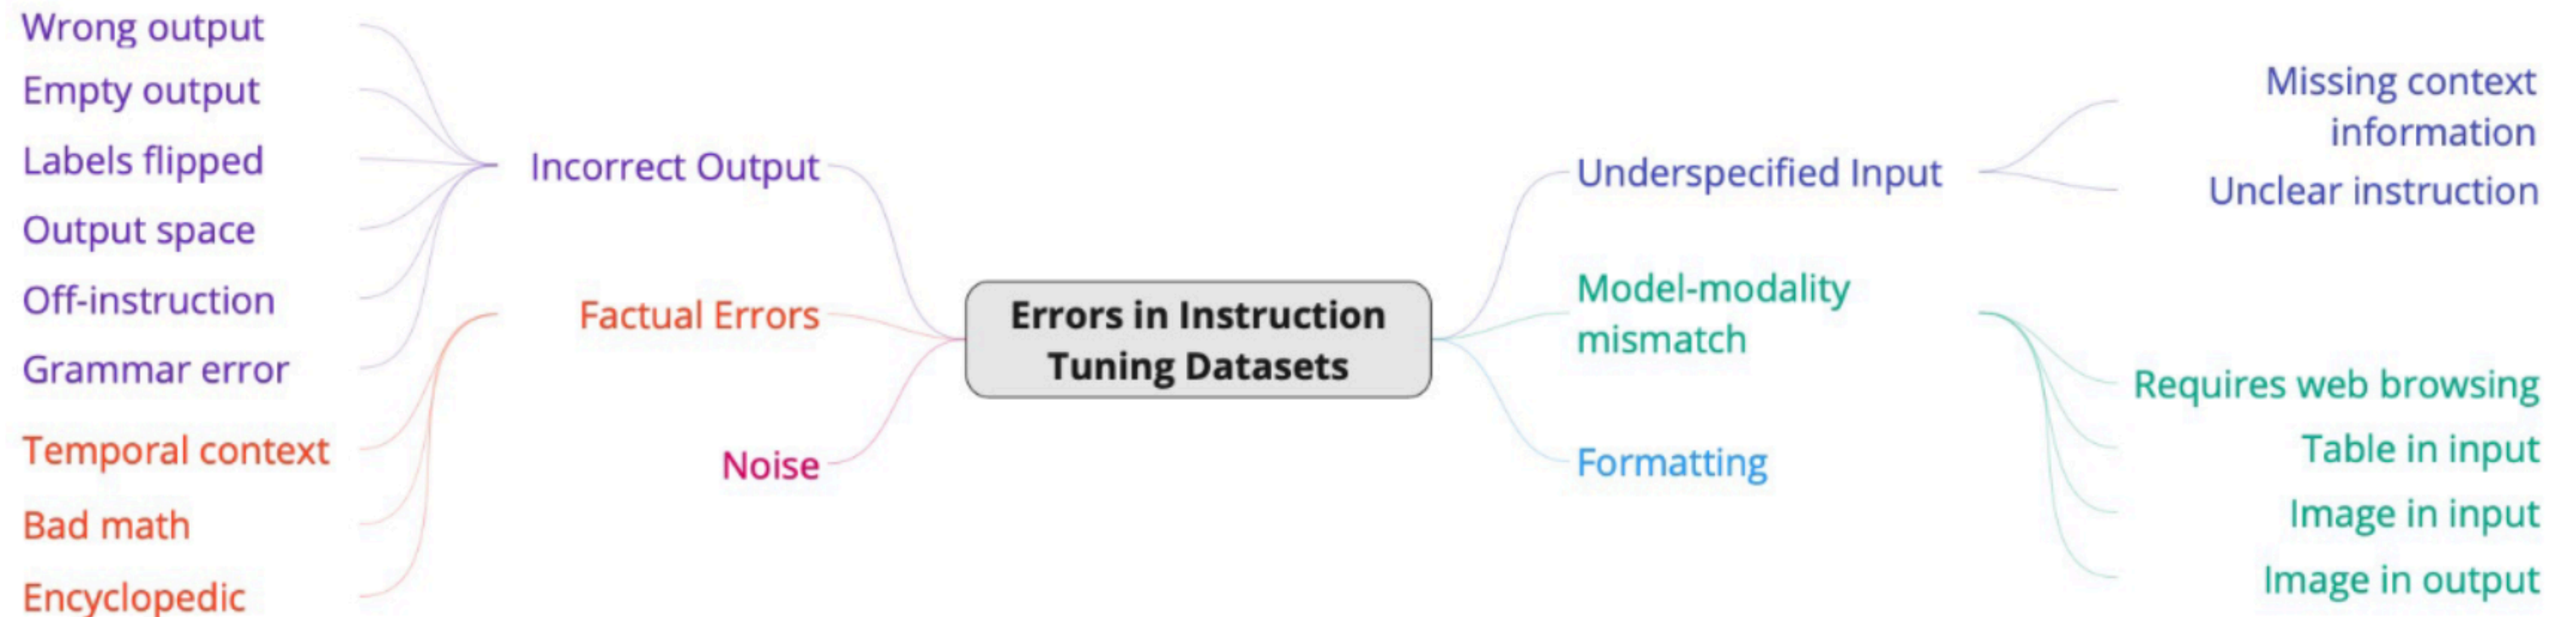 Wrong output
Empty output
Labels flipped
Output space
Off-instruction
Grammar error
Temporal context
Bad math
Encyclopedic
Incorrect Output
Factual Errors
Noise
Errors in Instruction
Tuning Datasets
Underspecified Input
Model-modality
mismatch
Formatting
Missing context
information
Unclear instruction
Requires web browsing
Table in input
Image in input
Image in output